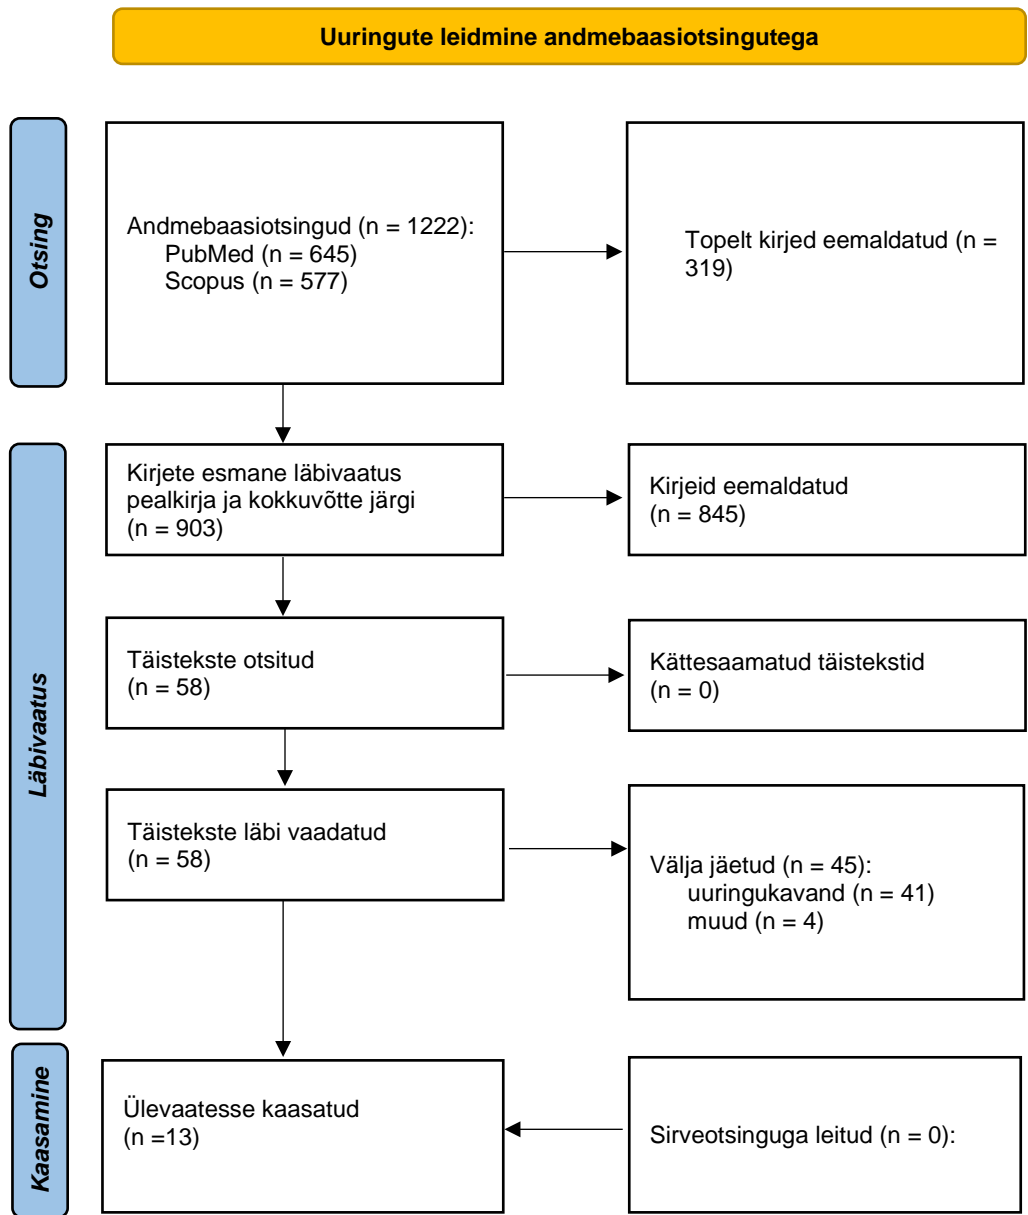 Uuringute leidmine andmebaasiotsingutega
Otsing
Andmebaasiotsingud (n = 1222):
PubMed (n = 645)
Scopus (n = 577)
Topelt kirjed eemaldatud (n =
319)
Läbivaatus
Kirjete esmane läbivaatus
pealkirja ja kokkuvõtte järgi
(n = 903)
Kirjeid eemaldatud
(n = 845)
Täistekste otsitud
(n = 58)
Kättesaamatud täistekstid
(n = 0)
Täistekste läbi vaadatud
(n = 58)
Välja jäetud (n = 45):
uuringukavand (n = 41)
muud (n = 4)
Kaasamine
Ülevaatesse kaasatud
(n =13)
Sirveotsinguga leitud (n = 0):